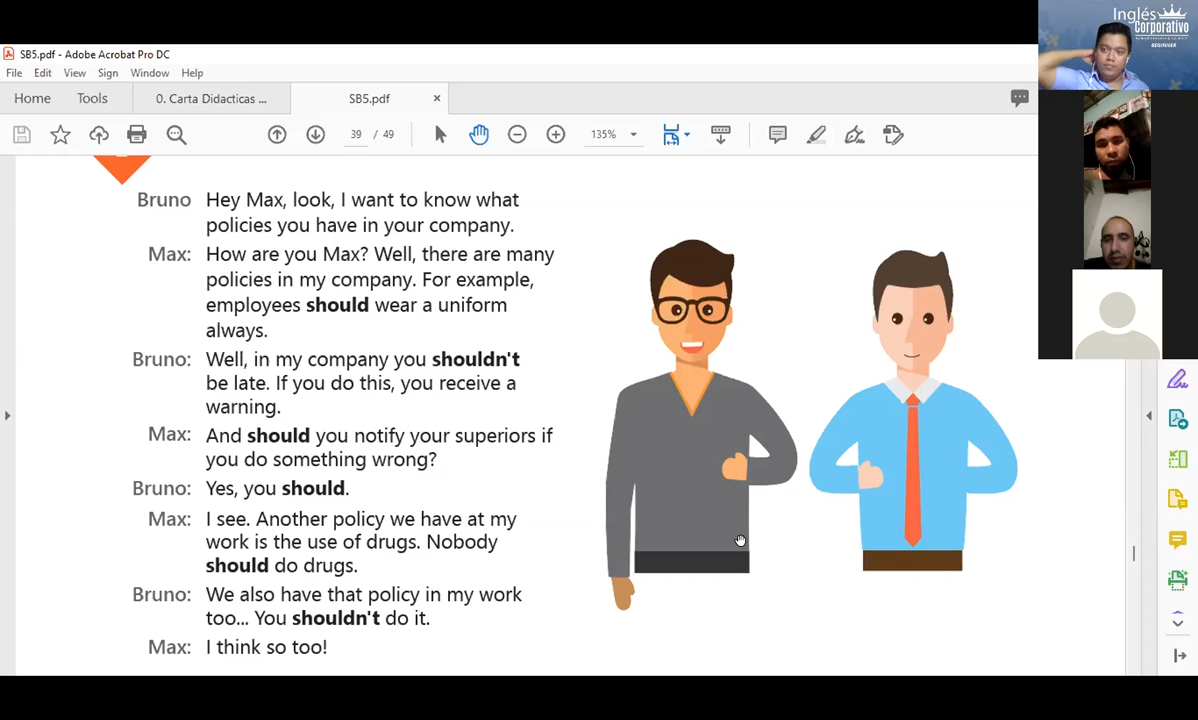 Inglés
Corporativo
BEGINNER
SB5.pdf - Adobe Acrobat Pro DC
File Edit View Sign Window Help
Home Tools 0. Carta Didacticas ... SB5.pdf ×
39 / 49 135%
Bruno Hey Max, look, I want to know what
policies you have in your company.
Max: How are you Max? Well, there are many
policies in my company. For example,
employees should wear a uniform
always.
Bruno: Well, in my company you shouldn't
be late. If you do this, you receive a
warning.
Max: And should you notify your superiors if
you do something wrong?
Bruno: Yes, you should.
Max: I see. Another policy we have at my
work is the use of drugs. Nobody
should do drugs.
Bruno: We also have that policy in my work
too... You shouldn't do it.
Max: I think so too!